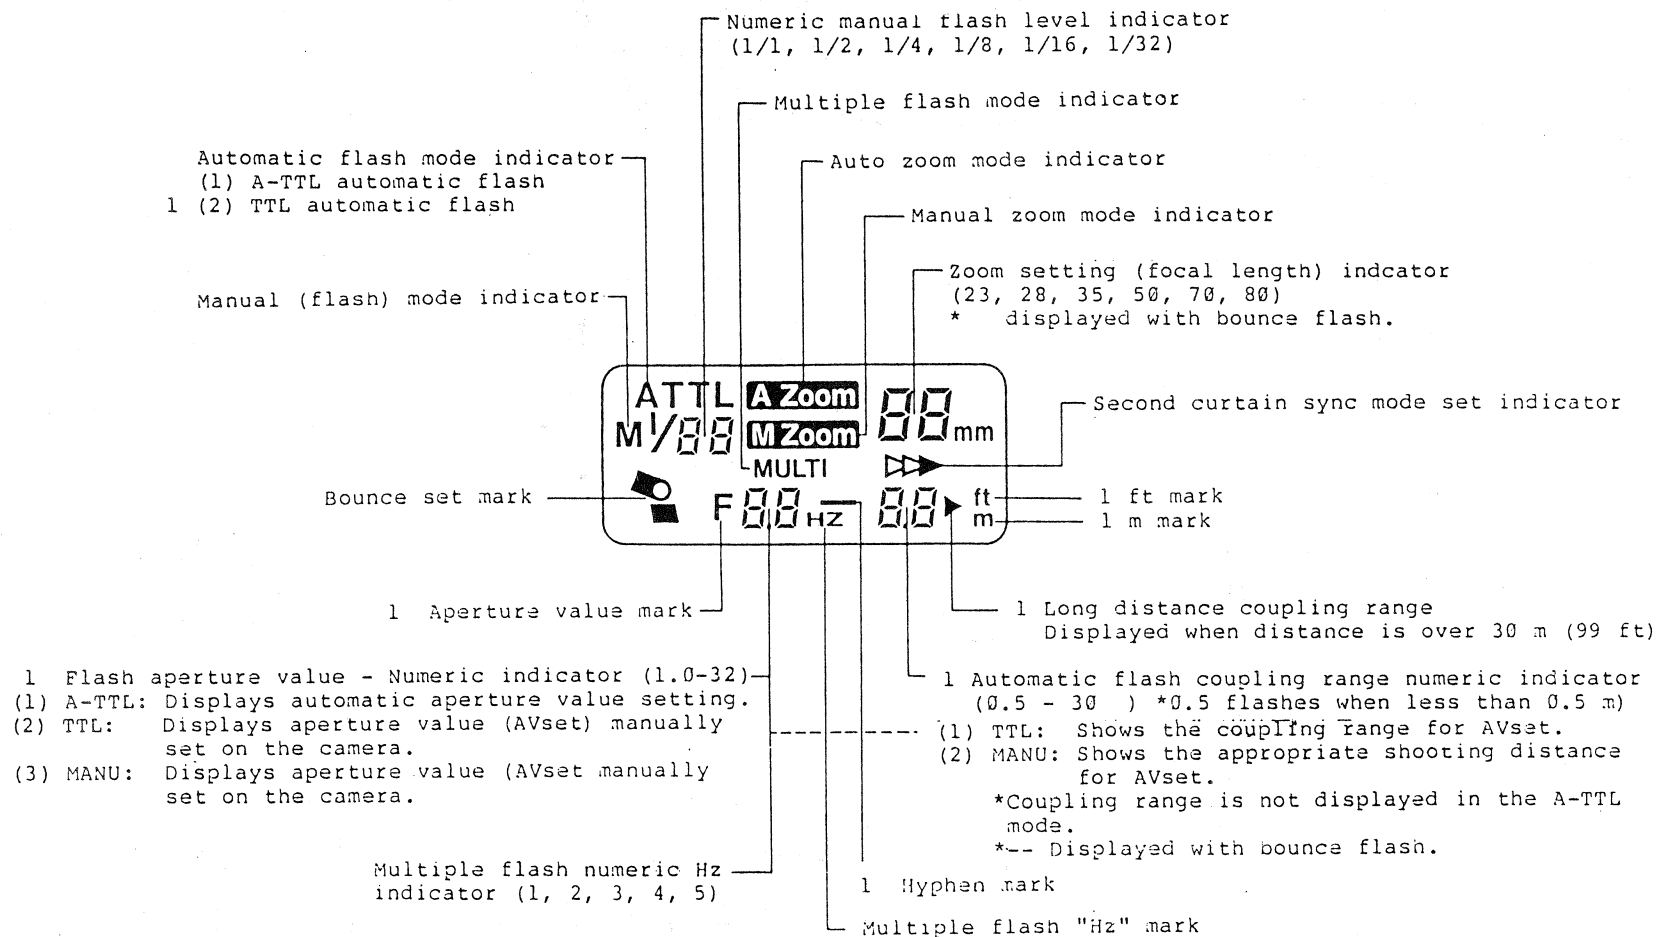 Numeric manual flash level indicator
(1/1, 1/2, 1/4, 1/8, 1/16, 1/32)
Multiple flash mode indicator
Automatic flash mode indicator
(1) A-TTL automatic flash
1 (2) TTL automatic flash
Auto zoom mode indicator
Manual zoom mode indicator
Zoom setting (focal length) indcator
(23, 28, 35, 50, 70, 80)
* displayed with bounce flash.
Manual (flash) mode indicator
ATTL A Zoom 88 mm
M 1/88 M Zoom
MULTI
Second curtain sync mode set indicator
Bounce set mark
F 8.8 HZ — 8.8 ft
m
1 ft mark
1 m mark
1 Aperture value mark
1 Long distance coupling range
Displayed when distance is over 30 m (99 ft)
1 Flash aperture value - Numeric indicator (1.0-32)
(1) A-TTL: Displays automatic aperture value setting.
(2) TTL: Displays aperture value (AVset) manually
set on the camera.
(3) MANU: Displays aperture value (AVset manually
set on the camera.
1 Automatic flash coupling range numeric indicator
(0.5 - 30 ) *0.5 flashes when less than 0.5 m)
(1) TTL: Shows the coupling range for AVset.
(2) MANU: Shows the appropriate shooting distance
for AVset.
*Coupling range is not displayed in the A-TTL
mode.
*-- Displayed with bounce flash.
Multiple flash numeric Hz
indicator (1, 2, 3, 4, 5)
1 Hyphen mark
Multiple flash "Hz" mark